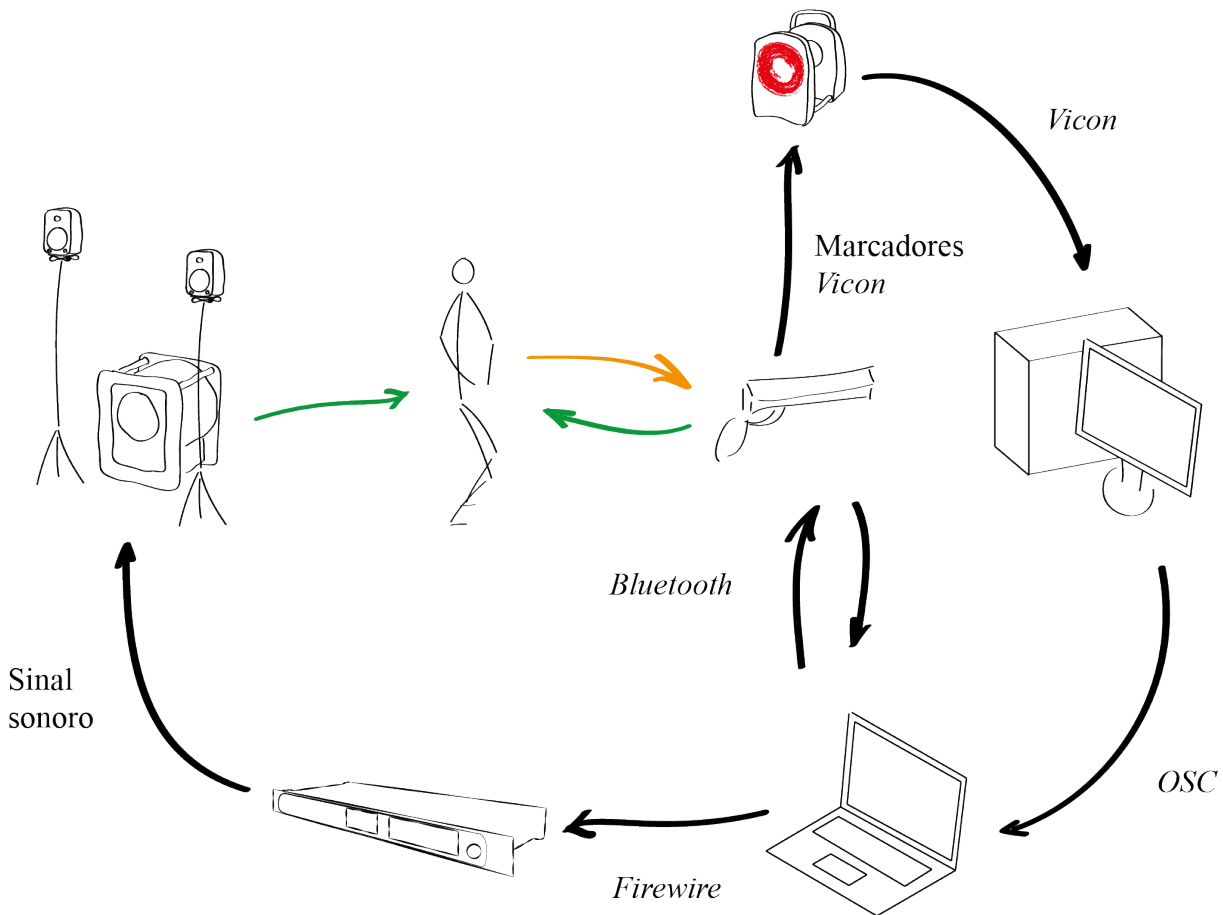 Vicon
Marcadores
Vicon
Bluetooth
Sinal
sonoro
OSC
Firewire